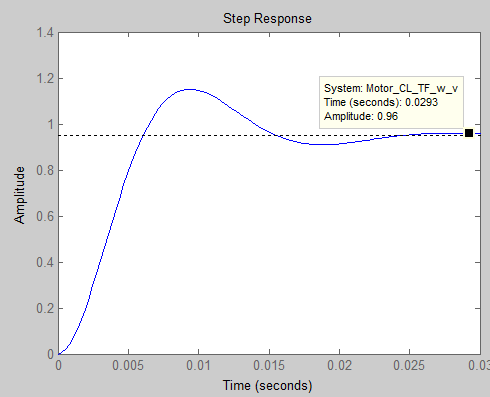 Step Response
1.4
1.2
1
0.8
0.6
0.4
0.2
0
Amplitude
System: Motor_CL_TF_w_v
Time (seconds): 0.0293
Amplitude: 0.96
0 0.005 0.01 0.015 0.02 0.025 0.03
Time (seconds)